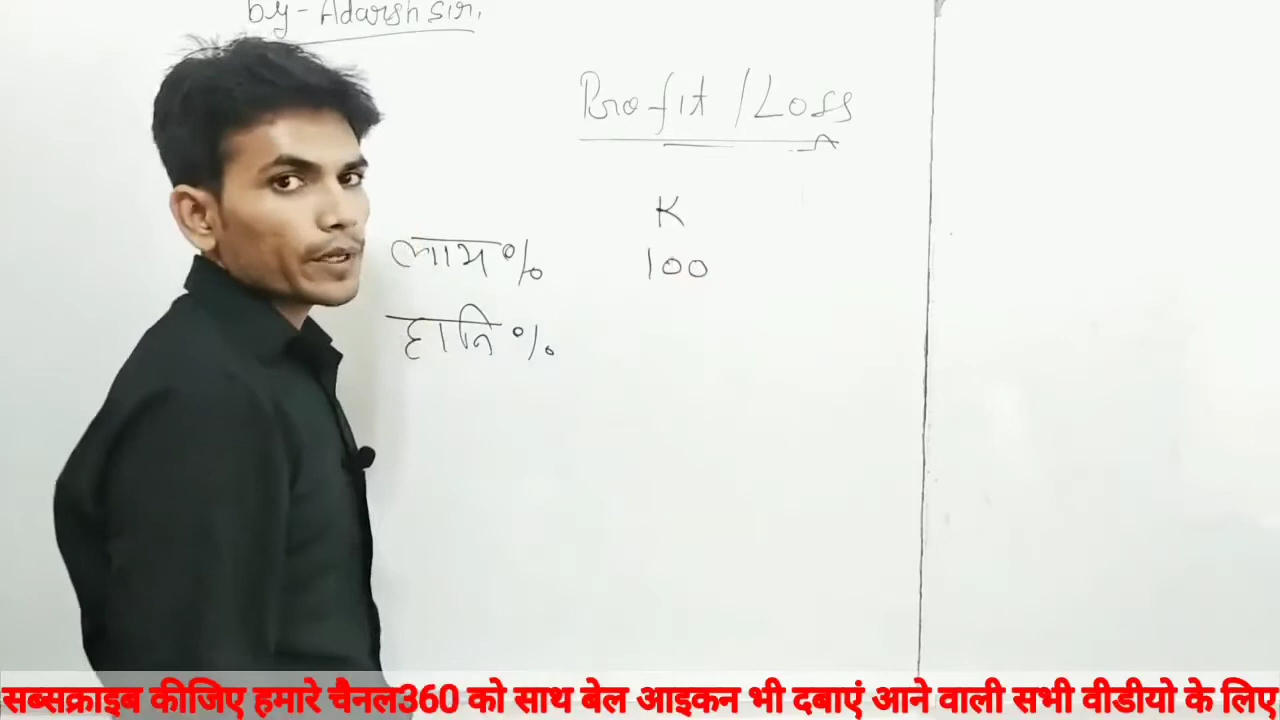 by - Adarsh Sir.
Profit / Loss
K
लाभ % 100
हानि %
सब्सक्राइब कीजिए हमारे चैनल360 को साथ बेल आइकन भी दबाएं आने वाली सभी वीडीयो के लिए